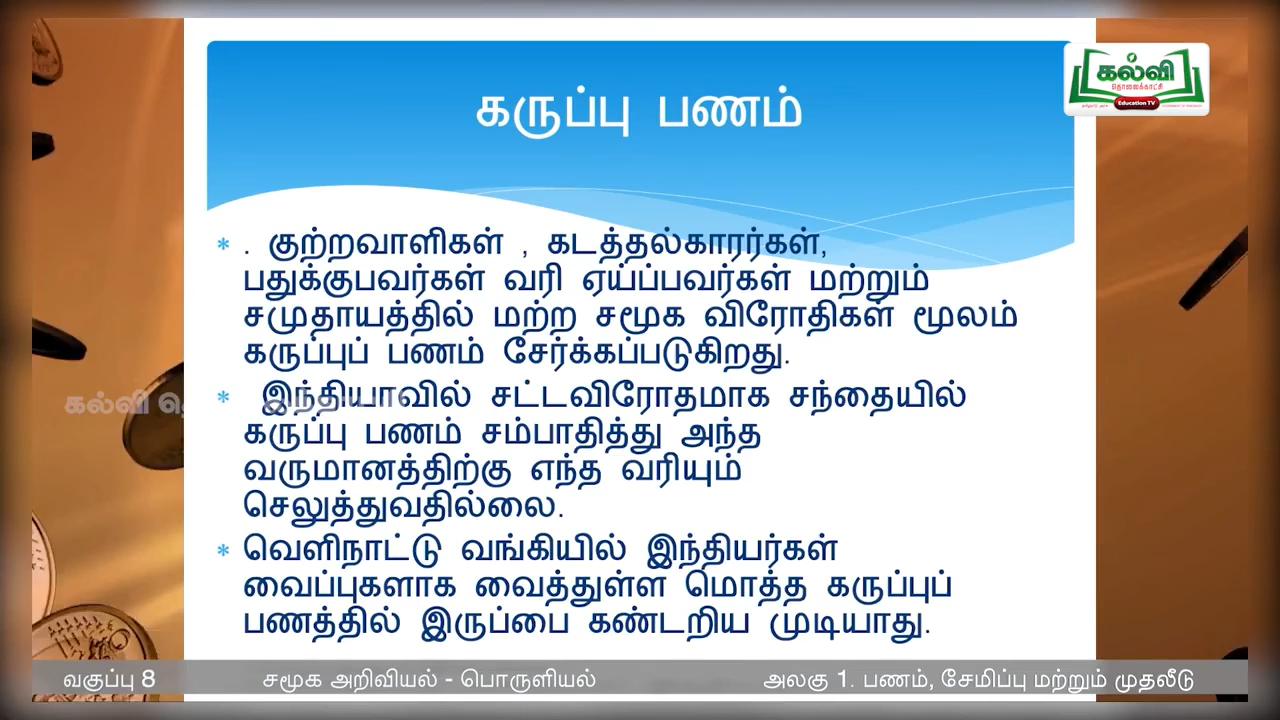 கருப்பு பணம்
கல்வி
தொலைக்காட்சி
Education TV
* . குற்றவாளிகள் , கடத்தல்காரர்கள்,
பதுக்குபவர்கள் வரி ஏய்ப்பவர்கள் மற்றும்
சமுதாயத்தில் மற்ற சமூக விரோதிகள் மூலம்
கருப்புப் பணம் சேர்க்கப்படுகிறது.
* இந்தியாவில் சட்டவிரோதமாக சந்தையில்
கருப்பு பணம் சம்பாதித்து அந்த
வருமானத்திற்கு எந்த வரியும்
செலுத்துவதில்லை.
* வெளிநாட்டு வங்கியில் இந்தியர்கள்
வைப்புகளாக வைத்துள்ள மொத்த கருப்புப்
பணத்தில் இருப்பை கண்டறிய முடியாது.
கல்வி
வகுப்பு 8 சமூக அறிவியல் - பொருளியல் அலகு 1. பணம், சேமிப்பு மற்றும் முதலீடு